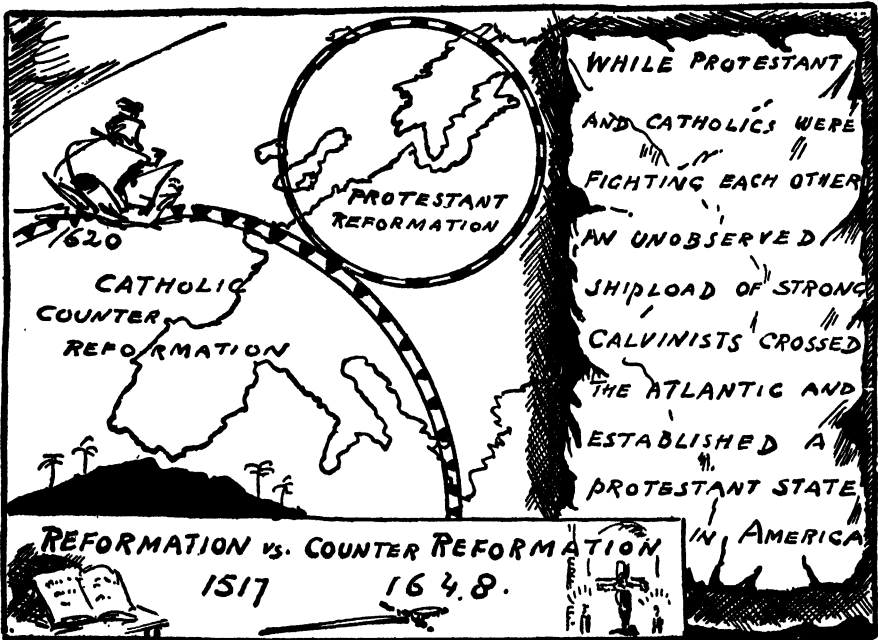 PROTESTANT
REFORMATION
1620
CATHOLIC
COUNTER
REFORMATION
WHILE PROTESTANT
AND CATHOLICS WERE
FIGHTING EACH OTHER
AN UNOBSERVED
SHIPLOAD OF STRONG
CALVINISTS CROSSED
THE ATLANTIC AND
ESTABLISHED A
PROTESTANT STATE
IN AMERICA
REFORMATION VS. COUNTER REFORMATION
1517 1648.